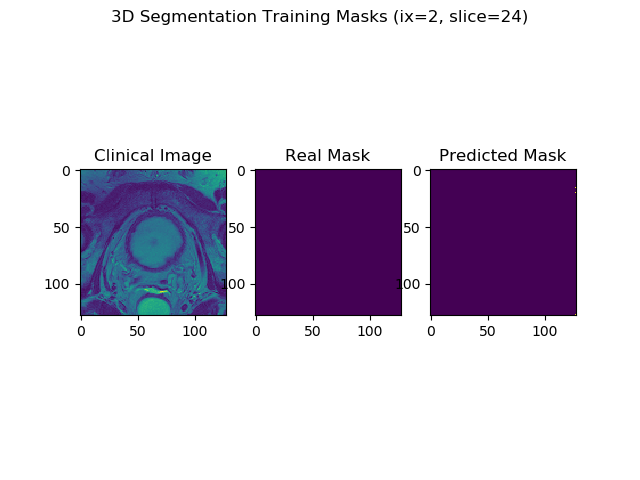 3D Segmentation Training Masks (ix=2, slice=24)
Clinical Image Real Mask Predicted Mask
0 0 0
50 50 50
100 100 100
0 50 100 0 50 100 0 50 100